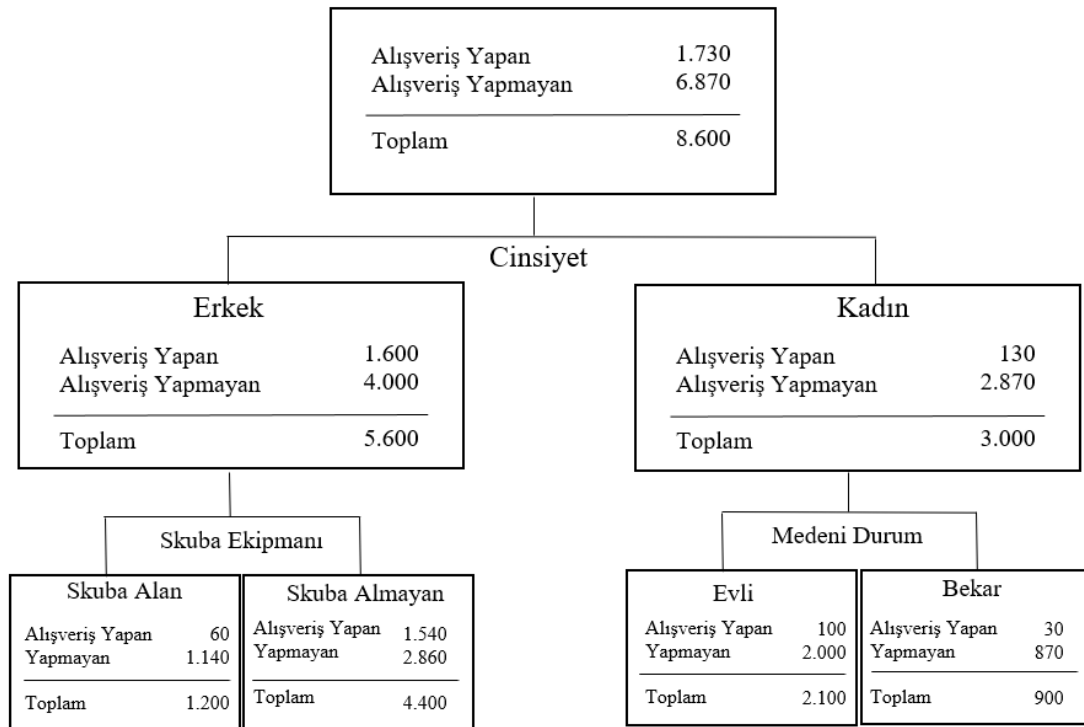 Alışveriş Yapan 1.730
Alışveriş Yapmayan 6.870
Toplam 8.600
Cinsiyet
Erkek
Alışveriş Yapan 1.600
Alışveriş Yapmayan 4.000
Toplam 5.600
Kadın
Alışveriş Yapan 130
Alışveriş Yapmayan 2.870
Toplam 3.000
Skuba Ekipmanı
Skuba Alan
Alışveriş Yapan 60
Yapmayan 1.140
Toplam 1.200
Skuba Almayan
Alışveriş Yapan 1.540
Yapmayan 2.860
Toplam 4.400
Medeni Durum
Evli
Alışveriş Yapan 100
Yapmayan 2.000
Toplam 2.100
Bekar
Alışveriş Yapan 30
Yapmayan 870
Toplam 900